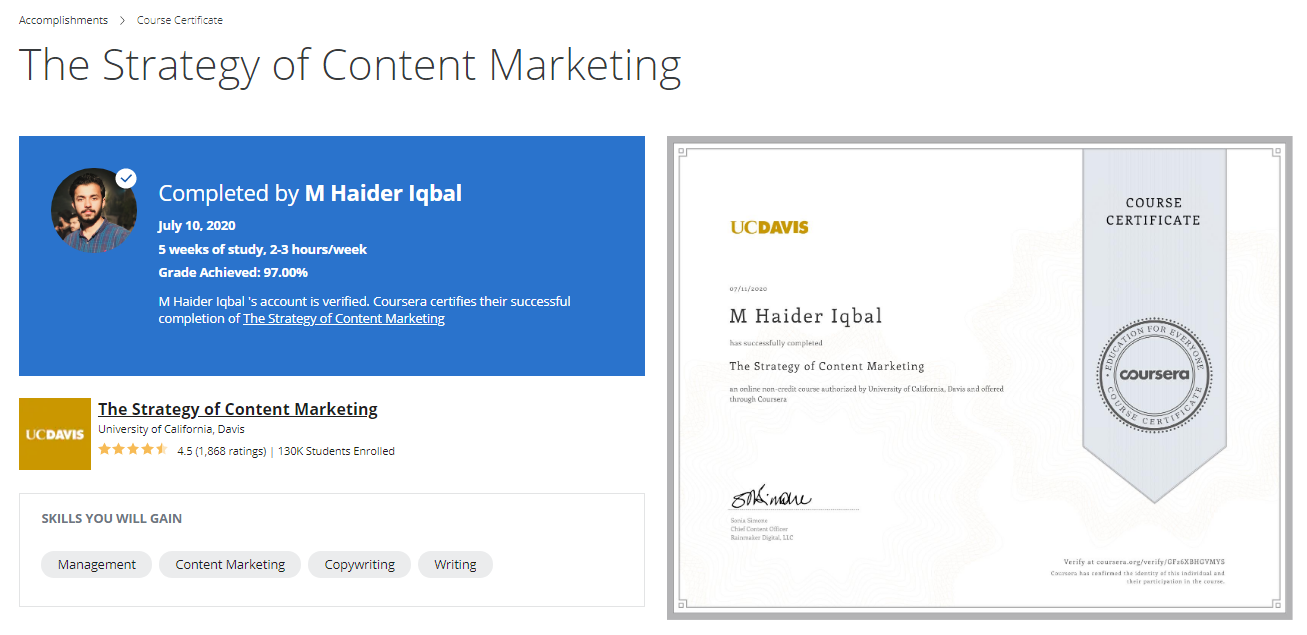 Accomplishments > Course Certificate
The Strategy of Content Marketing
Completed by M Haider Iqbal
July 10, 2020
5 weeks of study, 2-3 hours/week
Grade Achieved: 97.00%
M Haider Iqbal 's account is verified. Coursera certifies their successful
completion of The Strategy of Content Marketing
UCDAVIS
The Strategy of Content Marketing
University of California, Davis
4.5 (1,868 ratings) | 130K Students Enrolled
SKILLS YOU WILL GAIN
Management
Content Marketing
Copywriting
Writing
UCDAVIS
07/11/2020
M Haider Iqbal
has successfully completed
The Strategy of Content Marketing
an online non-credit course authorized by University of California, Davis and offered
through Coursera
Sonia Simone
Chief Content Officer
Rainmaker Digital, LLC
COURSE
CERTIFICATE
EDUCATION FOR EVERYONE
coursera
COURSE CERTIFICATE
Verify at coursera.org/verify/GF26XBHGVMYS
Coursera has confirmed the identity of this individual and
their participation in the course.